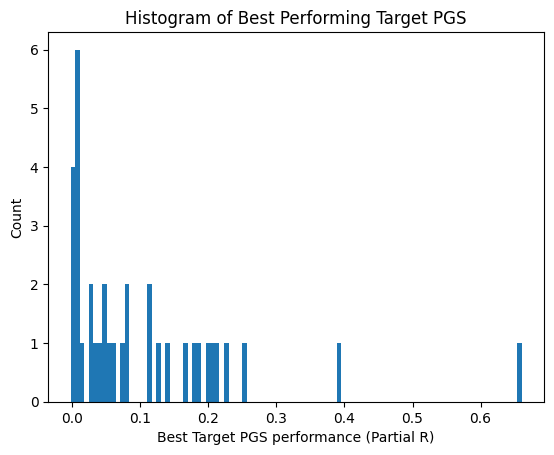 Histogram of Best Performing Target PGS
6
5
4
3
2
1
0
Count
0.0 0.1 0.2 0.3 0.4 0.5 0.6
Best Target PGS performance (Partial R)